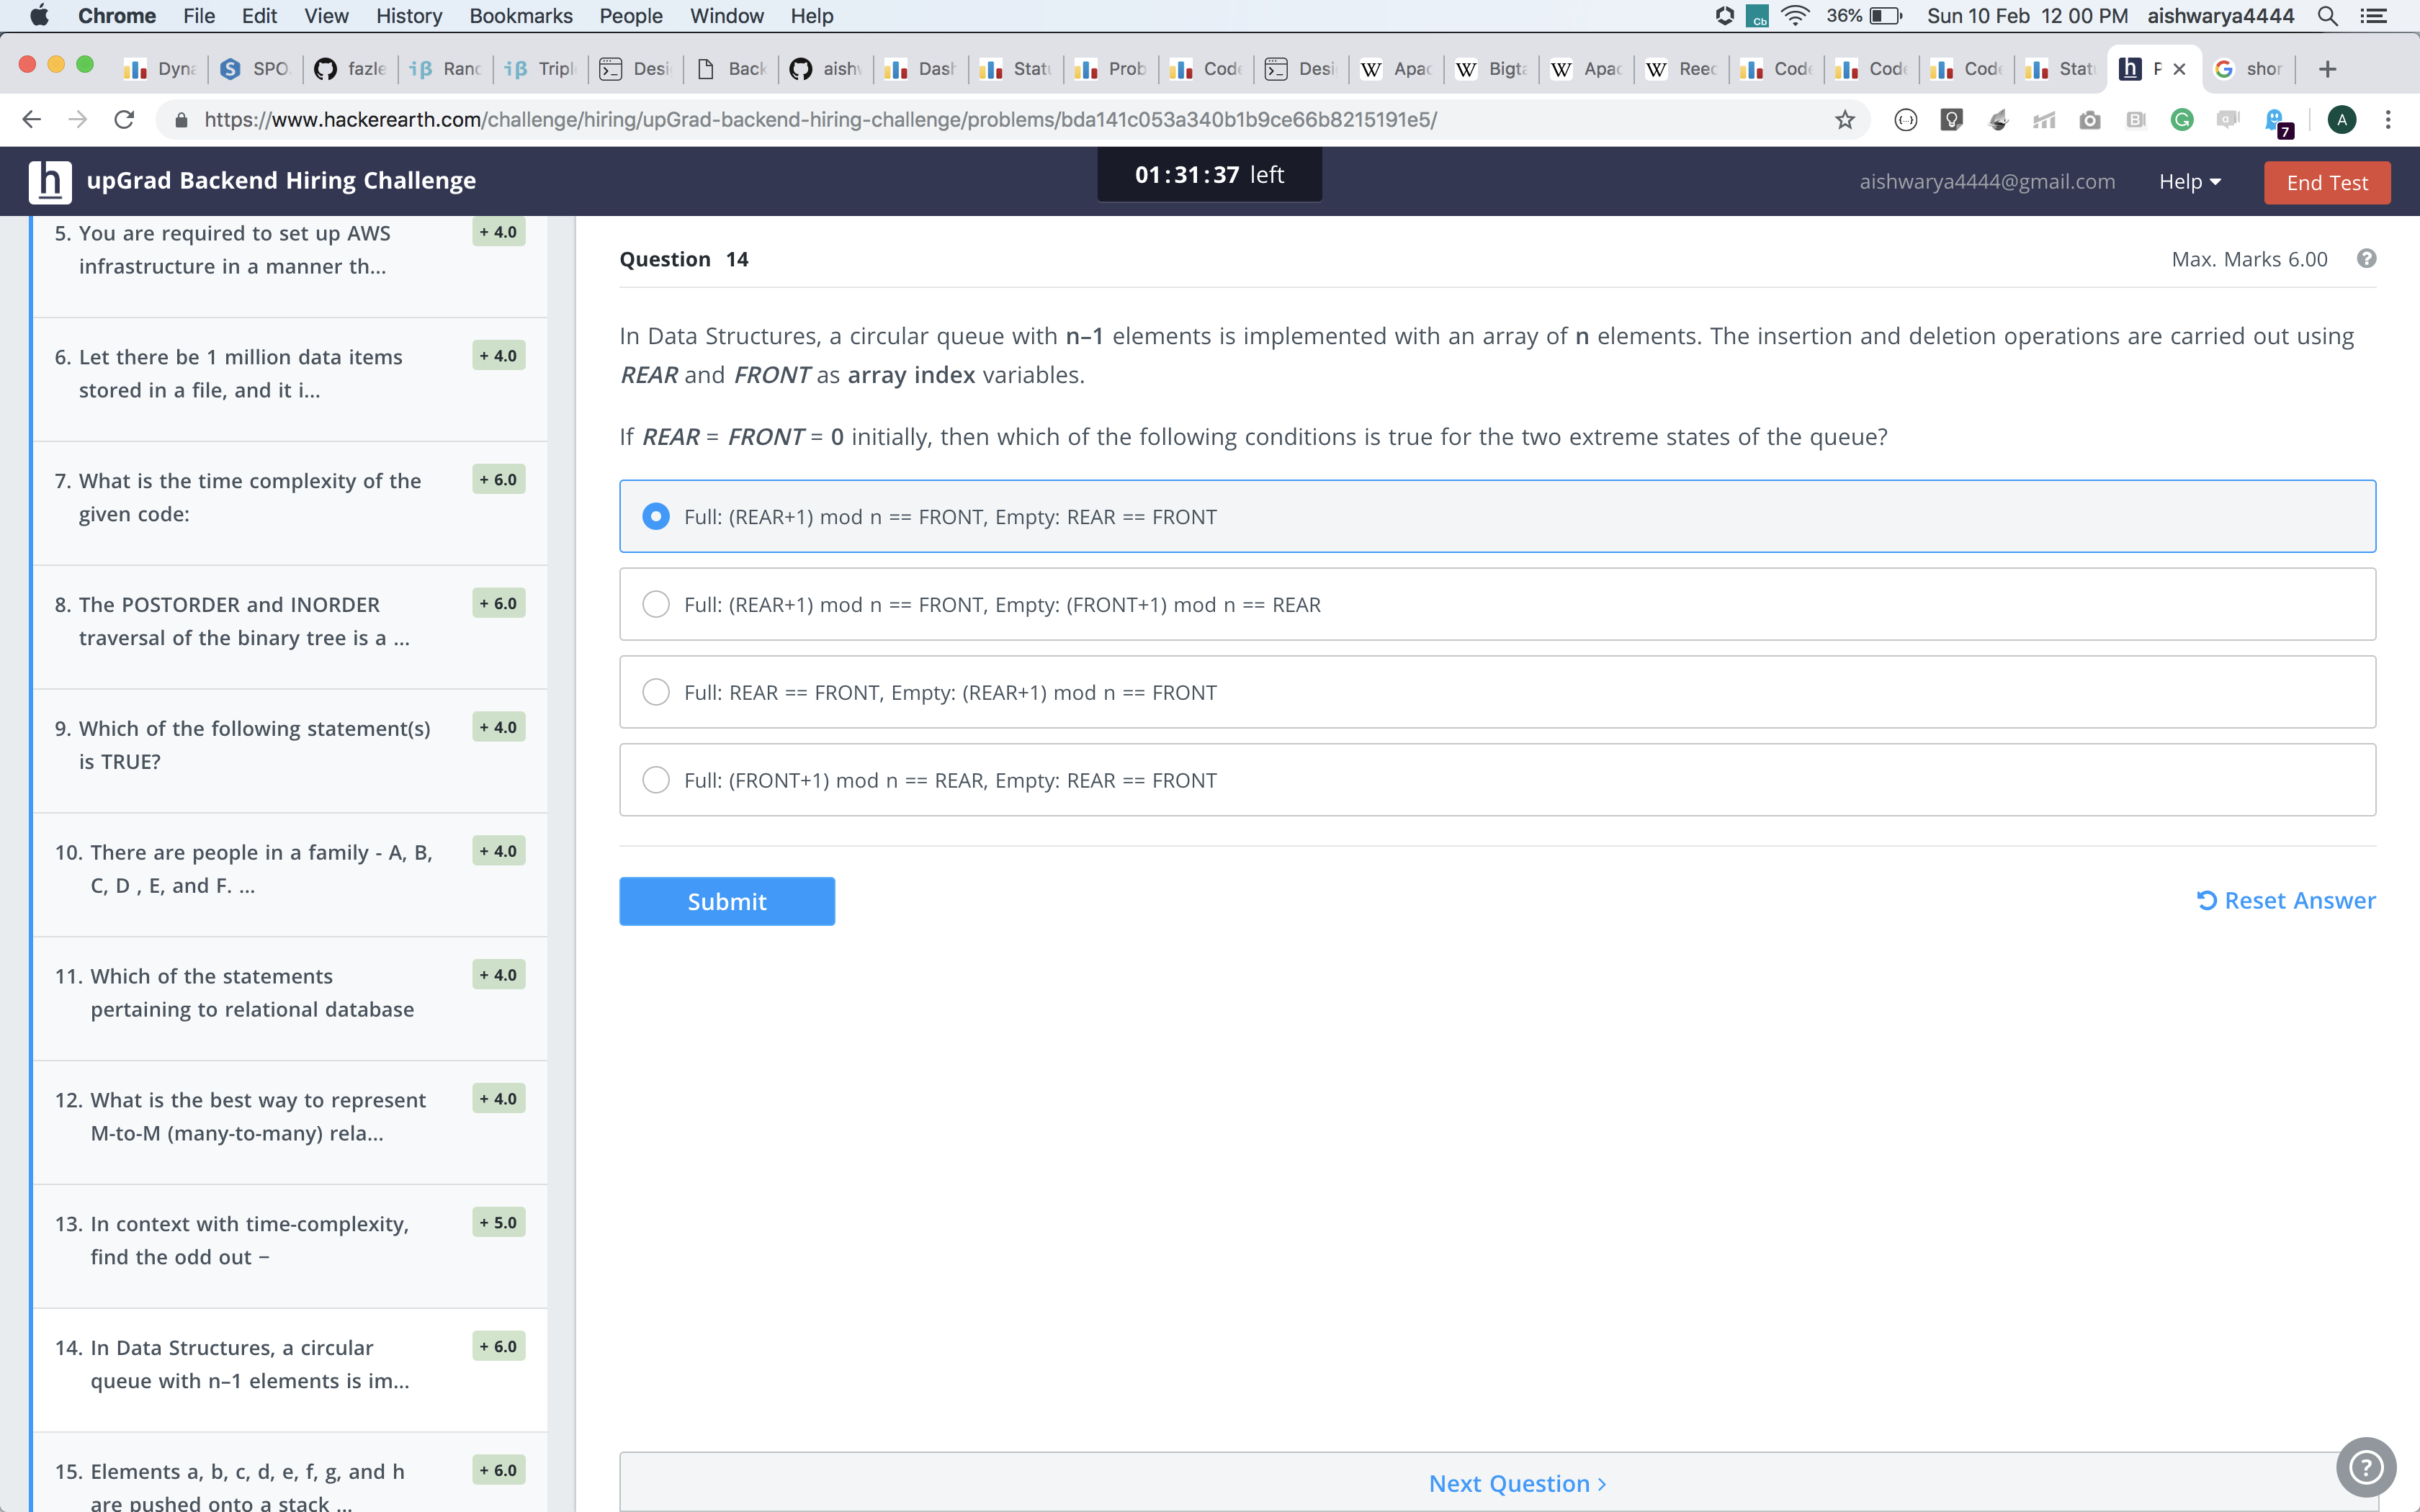 Chrome File Edit View History Bookmarks People Window Help Cb 36% Sun 10 Feb 12 00 PM aishwarya4444
Dyna SPO. fazle Ranc Tripl Desi Back aish Dash Stat Prob Code Desi Apac Bigta Apac Reec Code Code Code Stat shor
https://www.hackerearth.com/challenge/hiring/upGrad-backend-hiring-challenge/problems/bda141c053a340b1b9ce66b8215191e5/ A 7
h upGrad Backend Hiring Challenge 01:31:37 left aishwarya4444@gmail.com Help End Test
5. You are required to set up AWS + 4.0
infrastructure in a manner th...
6. Let there be 1 million data items + 4.0
stored in a file, and it i...
7. What is the time complexity of the + 6.0
given code:
8. The POSTORDER and INORDER + 6.0
traversal of the binary tree is a ...
9. Which of the following statement(s) + 4.0
is TRUE?
10. There are people in a family - A, B, + 4.0
C, D , E, and F. ...
11. Which of the statements + 4.0
pertaining to relational database
12. What is the best way to represent + 4.0
M-to-M (many-to-many) rela...
13. In context with time-complexity, + 5.0
find the odd out −
14. In Data Structures, a circular + 6.0
queue with n–1 elements is im...
15. Elements a, b, c, d, e, f, g, and h + 6.0
are pushed onto a stack ...
Question 14 Max. Marks 6.00
In Data Structures, a circular queue with n–1 elements is implemented with an array of n elements. The insertion and deletion operations are carried out using
REAR and FRONT as array index variables.
If REAR = FRONT = 0 initially, then which of the following conditions is true for the two extreme states of the queue?
Full: (REAR+1) mod n == FRONT, Empty: REAR == FRONT
Full: (REAR+1) mod n == FRONT, Empty: (FRONT+1) mod n == REAR
Full: REAR == FRONT, Empty: (REAR+1) mod n == FRONT
Full: (FRONT+1) mod n == REAR, Empty: REAR == FRONT
Submit Reset Answer
Next Question >